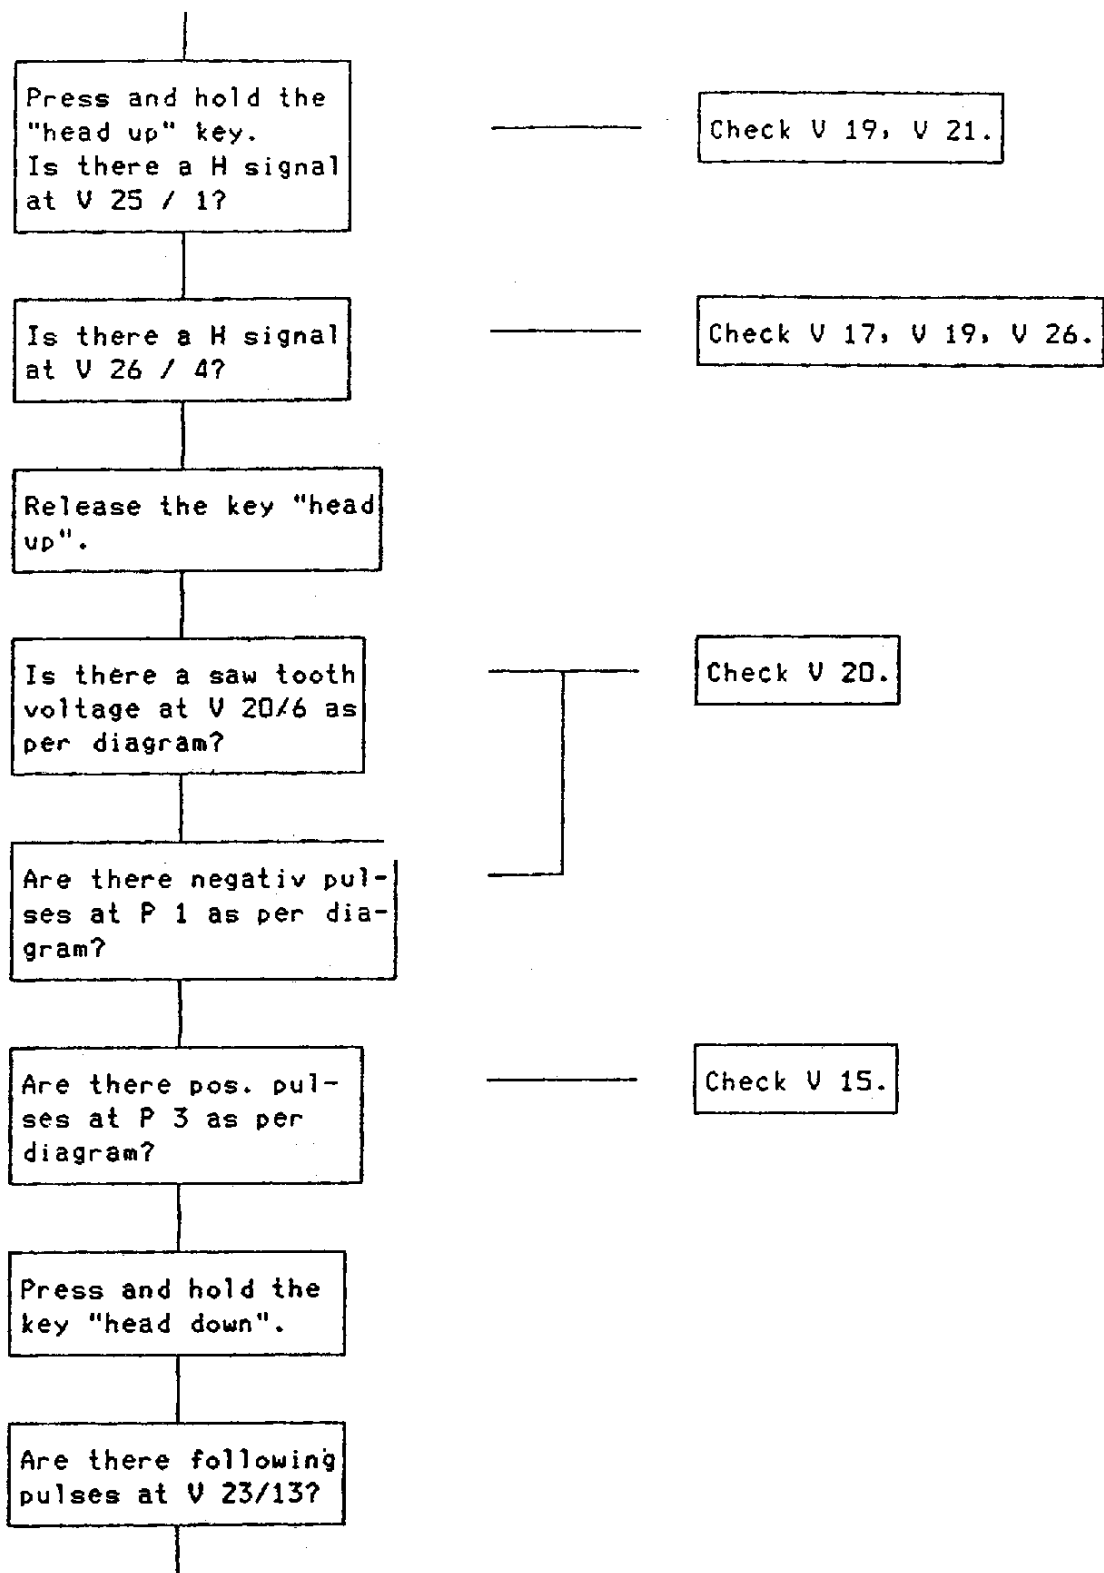 Press and hold the
"head up" key.
Is there a H signal
at V 25 / 1?
Check V 19, V 21.
Is there a H signal
at V 26 / 4?
Check V 17, V 19, V 26.
Release the key "head
up".
Is there a saw tooth
voltage at V 20/6 as
per diagram?
Check V 20.
Are there negativ pul-
ses at P 1 as per dia-
gram?
Are there pos. pul-
ses at P 3 as per
diagram?
Check V 15.
Press and hold the
key "head down".
Are there following
pulses at V 23/13?